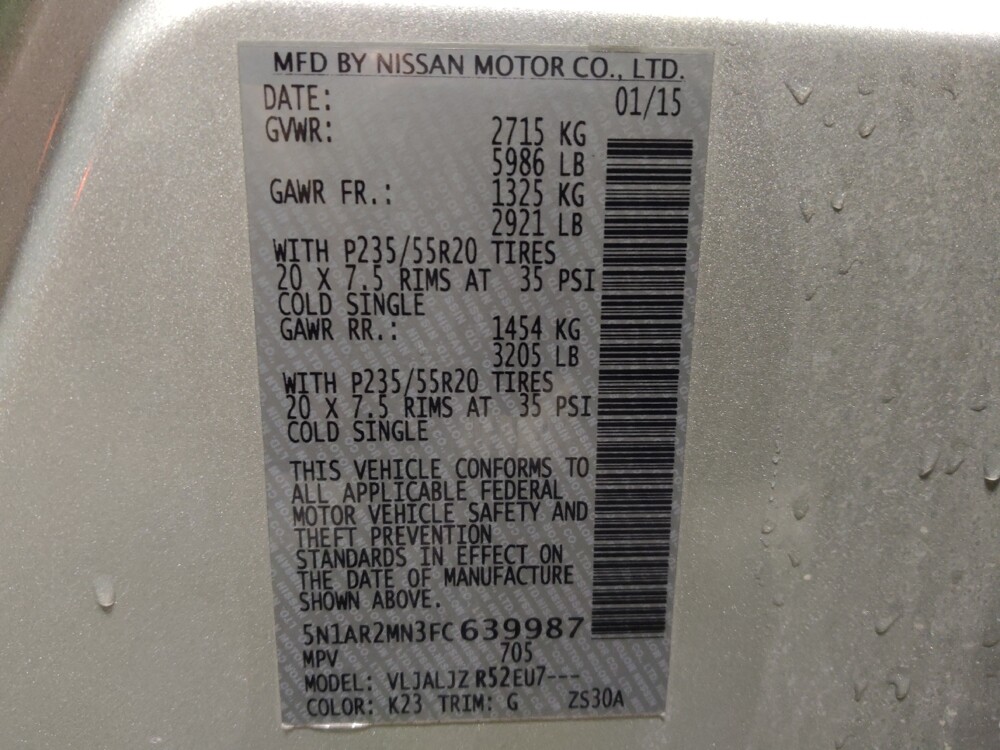 MFD BY NISSAN MOTOR CO., LTD.
DATE: 01/15
GVWR: 2715 KG
5986 LB
GAWR FR.: 1325 KG
2921 LB
WITH P235/55R20 TIRES
20 X 7.5 RIMS AT 35 PSI
COLD SINGLE
GAWR RR.: 1454 KG
3205 LB
WITH P235/55R20 TIRES
20 X 7.5 RIMS AT 35 PSI
COLD SINGLE
THIS VEHICLE CONFORMS TO
ALL APPLICABLE FEDERAL
MOTOR VEHICLE SAFETY AND
THEFT PREVENTION
STANDARDS IN EFFECT ON
THE DATE OF MANUFACTURE
SHOWN ABOVE.
5N1AR2MN3FC639987
MPV 705
MODEL: VLJALJZ R52EU7---
COLOR: K23 TRIM: G ZS30A